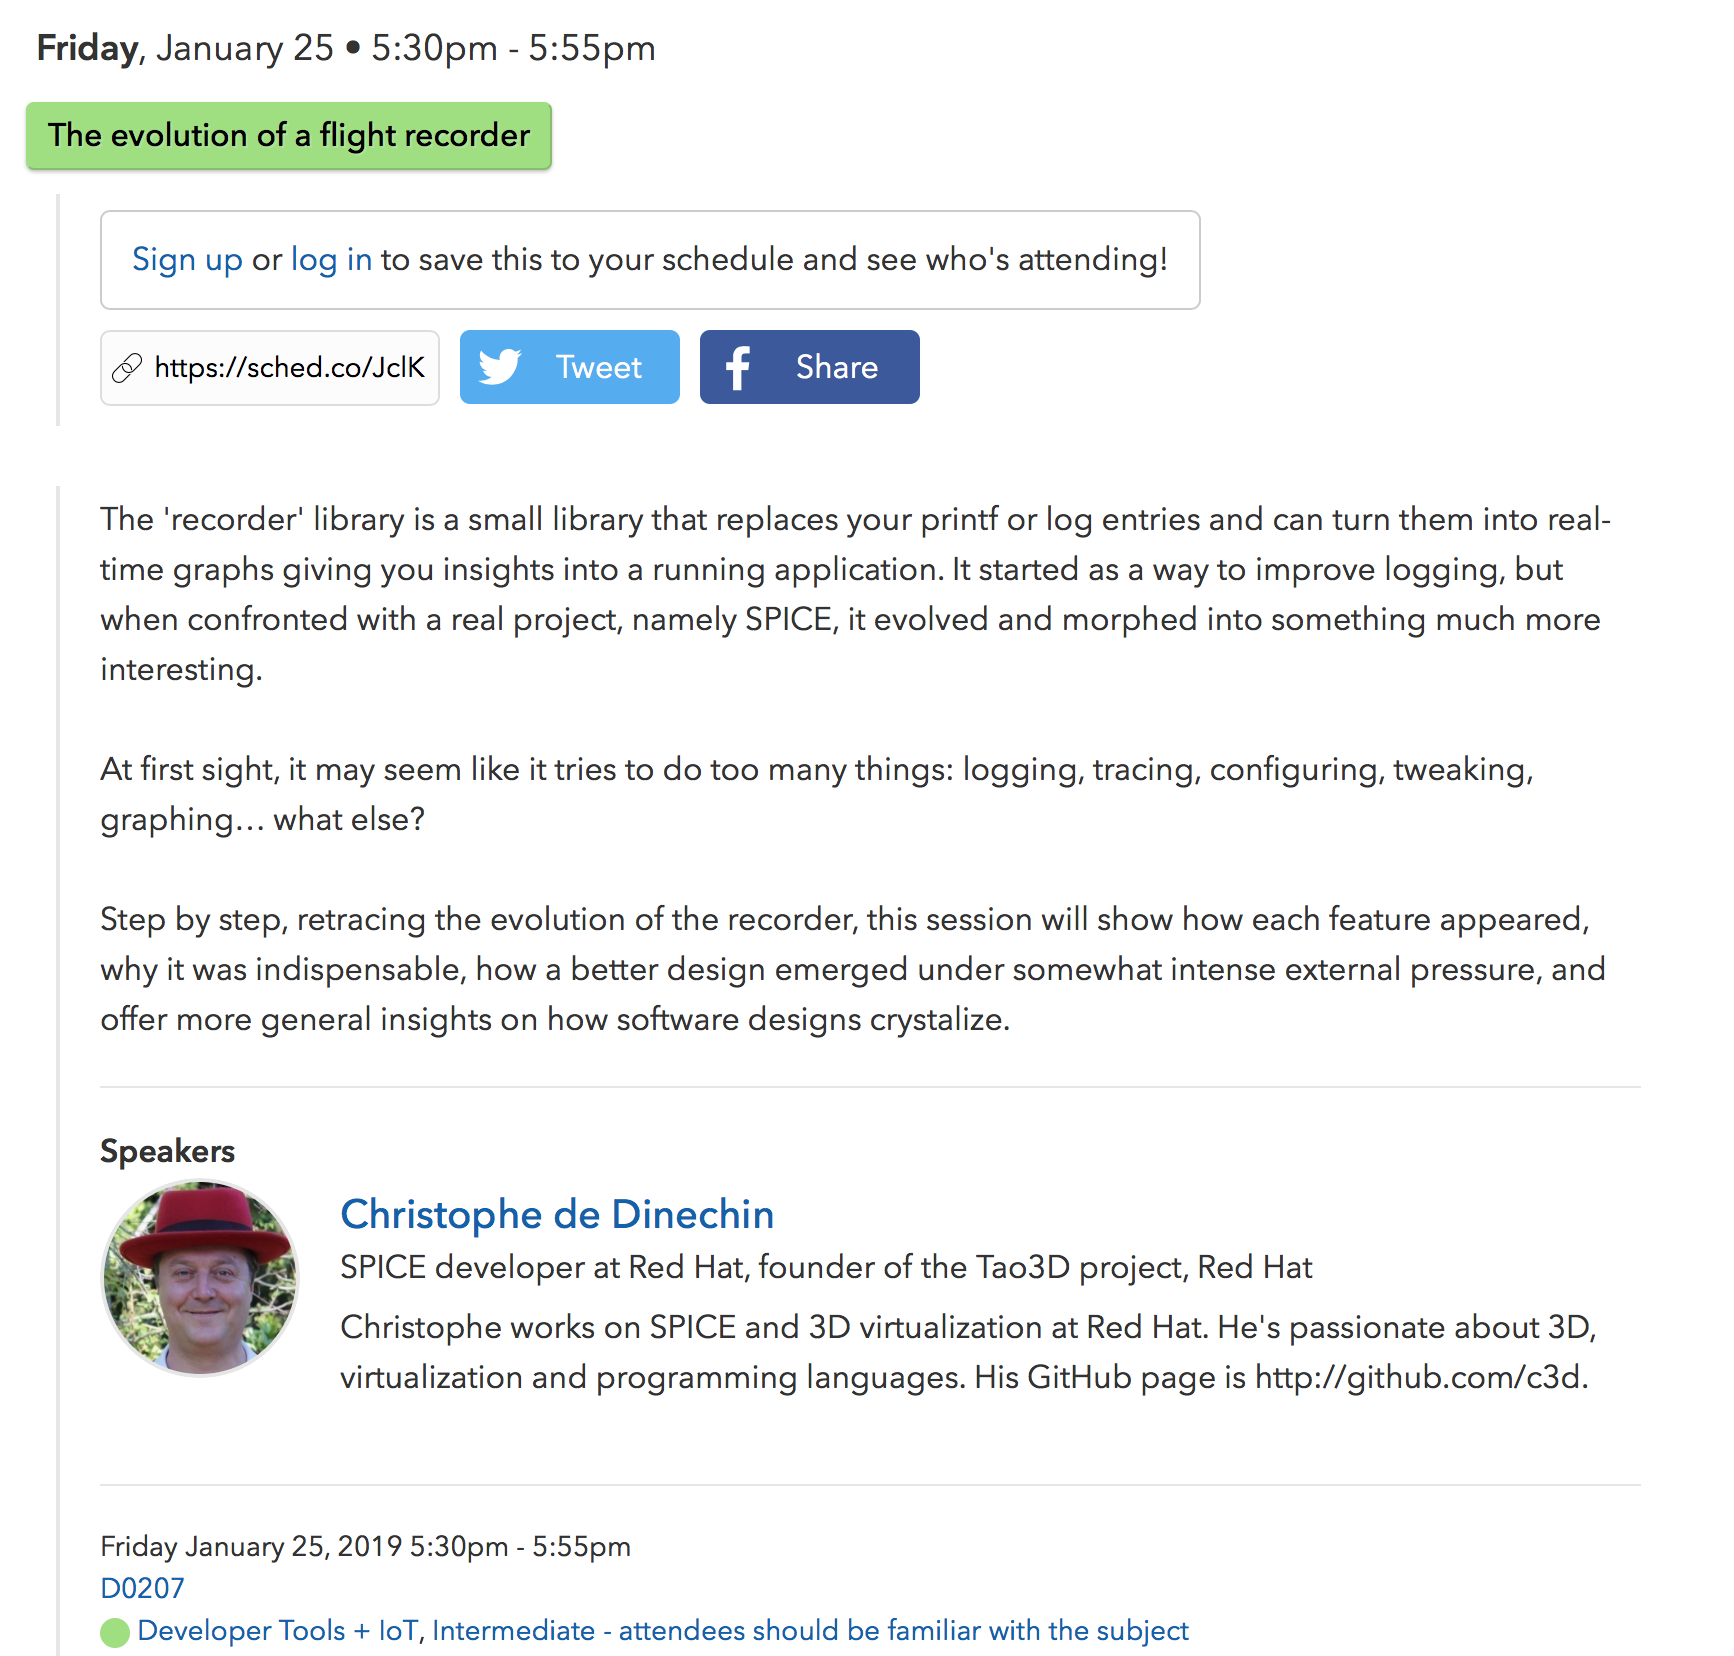 Friday, January 25 • 5:30pm - 5:55pm
The evolution of a flight recorder
Sign up or log in to save this to your schedule and see who's attending!
https://sched.co/JclK
Tweet
Share
The 'recorder' library is a small library that replaces your printf or log entries and can turn them into real-
time graphs giving you insights into a running application. It started as a way to improve logging, but
when confronted with a real project, namely SPICE, it evolved and morphed into something much more
interesting.
At first sight, it may seem like it tries to do too many things: logging, tracing, configuring, tweaking,
graphing… what else?
Step by step, retracing the evolution of the recorder, this session will show how each feature appeared,
why it was indispensable, how a better design emerged under somewhat intense external pressure, and
offer more general insights on how software designs crystalize.
Speakers
Christophe de Dinechin
SPICE developer at Red Hat, founder of the Tao3D project, Red Hat
Christophe works on SPICE and 3D virtualization at Red Hat. He's passionate about 3D,
virtualization and programming languages. His GitHub page is http://github.com/c3d.
Friday January 25, 2019 5:30pm - 5:55pm
D0207
Developer Tools + IoT, Intermediate - attendees should be familiar with the subject